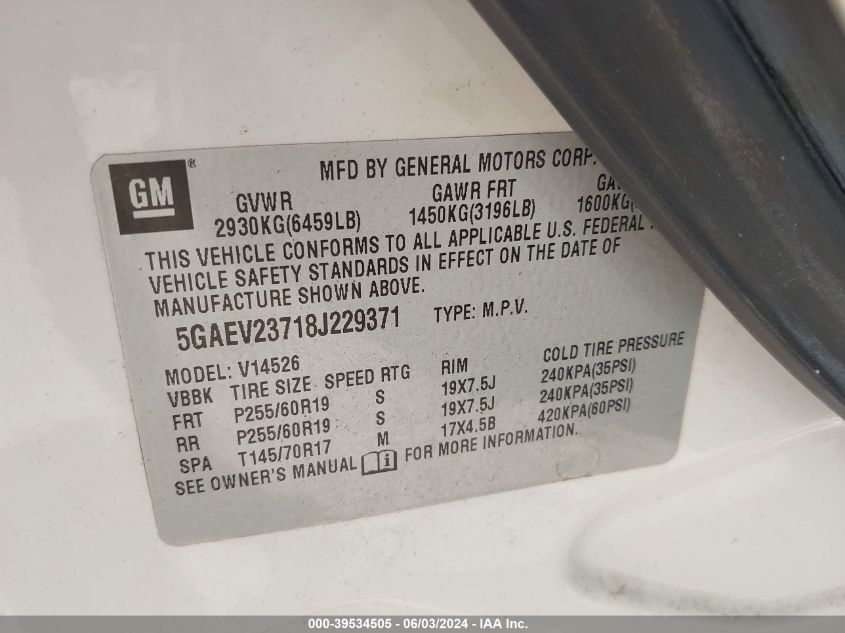 GM ®
MFD BY GENERAL MOTORS CORP.
GVWR GAWR FRT
2930KG(6459LB) 1450KG(3196LB) 1600KG(
THIS VEHICLE CONFORMS TO ALL APPLICABLE U.S. FEDERAL
VEHICLE SAFETY STANDARDS IN EFFECT ON THE DATE OF
MANUFACTURE SHOWN ABOVE.
5GAEV23718J229371 TYPE: M.P.V.
MODEL: V14526
VBBK TIRE SIZE SPEED RTG RIM COLD TIRE PRESSURE
FRT P255/60R19 S 19X7.5J 240KPA(35PSI)
RR P255/60R19 S 19X7.5J 240KPA(35PSI)
SPA T145/70R17 M 17X4.5B 420KPA(60PSI)
SEE OWNER'S MANUAL i FOR MORE INFORMATION.
000-39534505 - 06/03/2024 - IAA Inc.